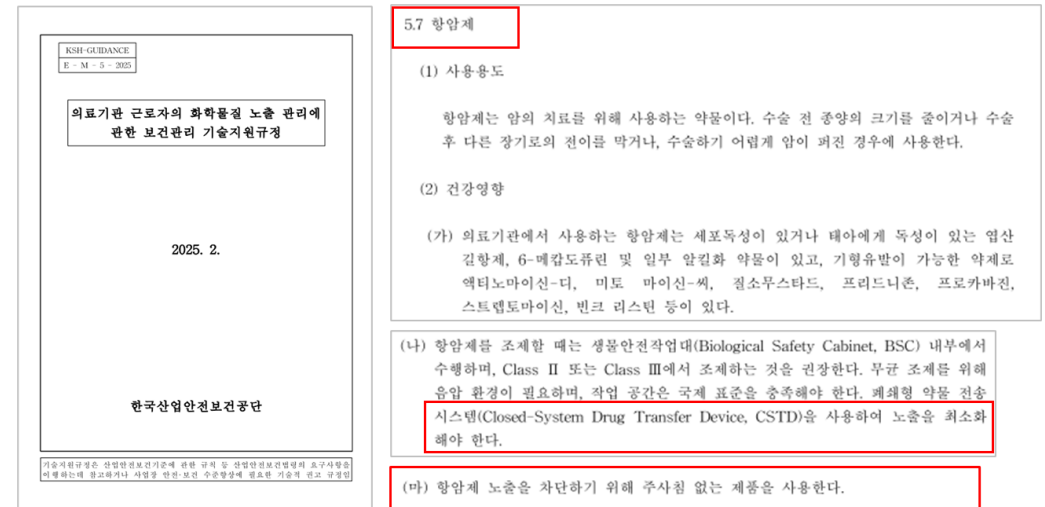 KSH-GUIDANCE
E - M - 5 - 2025
의료기관 근로자의 화학물질 노출 관리에
관한 보건관리 기술지원규정
2025. 2.
한국산업안전보건공단
기술지원규정은 산업안전보건기준에 관한 규칙 등 산업안전보건법령의 요구사항을
이행하는데 참고하거나 사업장 안전·보건 수준향상에 필요한 기술적 권고 규정임
5.7 항암제
(1) 사용용도
항암제는 암의 치료를 위해 사용하는 약물이다. 수술 전 종양의 크기를 줄이거나 수술
후 다른 장기로의 전이를 막거나, 수술하기 어렵게 암이 퍼진 경우에 사용한다.
(2) 건강영향
(가) 의료기관에서 사용하는 항암제는 세포독성이 있거나 태아에게 독성이 있는 엽산
길항제, 6-메캅도퓨린 및 일부 알킬화 약물이 있고, 기형유발이 가능한 약제로
액티노마이신-디, 미토 마이신-씨, 질소무스타드, 프리드니존, 프로카바진,
스트렙토마이신, 빈크 리스틴 등이 있다.
(나) 항암제를 조제할 때는 생물안전작업대(Biological Safety Cabinet, BSC) 내부에서
수행하며, Class Ⅱ 또는 Class Ⅲ에서 조제하는 것을 권장한다. 무균 조제를 위해
음압 환경이 필요하며, 작업 공간은 국제 표준을 충족해야 한다. 폐쇄형 약물 전송
시스템(Closed-System Drug Transfer Device, CSTD)을 사용하여 노출을 최소화
해야 한다.
(마) 항암제 노출을 차단하기 위해 주사침 없는 제품을 사용한다.